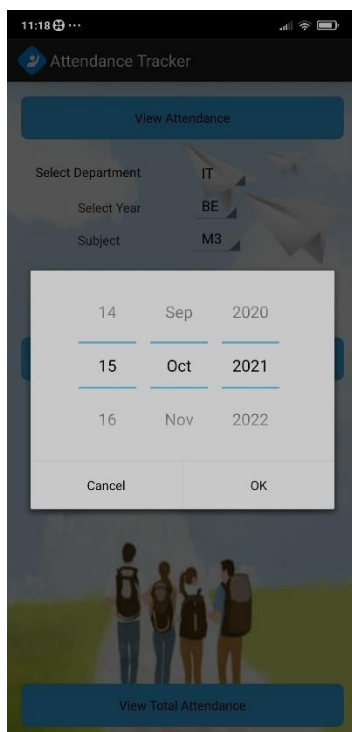 11:18 ...
Attendance Tracker
View Attendance
Select Department IT
Select Year BE
Subject M3
14 Sep 2020
15 Oct 2021
16 Nov 2022
Cancel OK
View Total Attendance